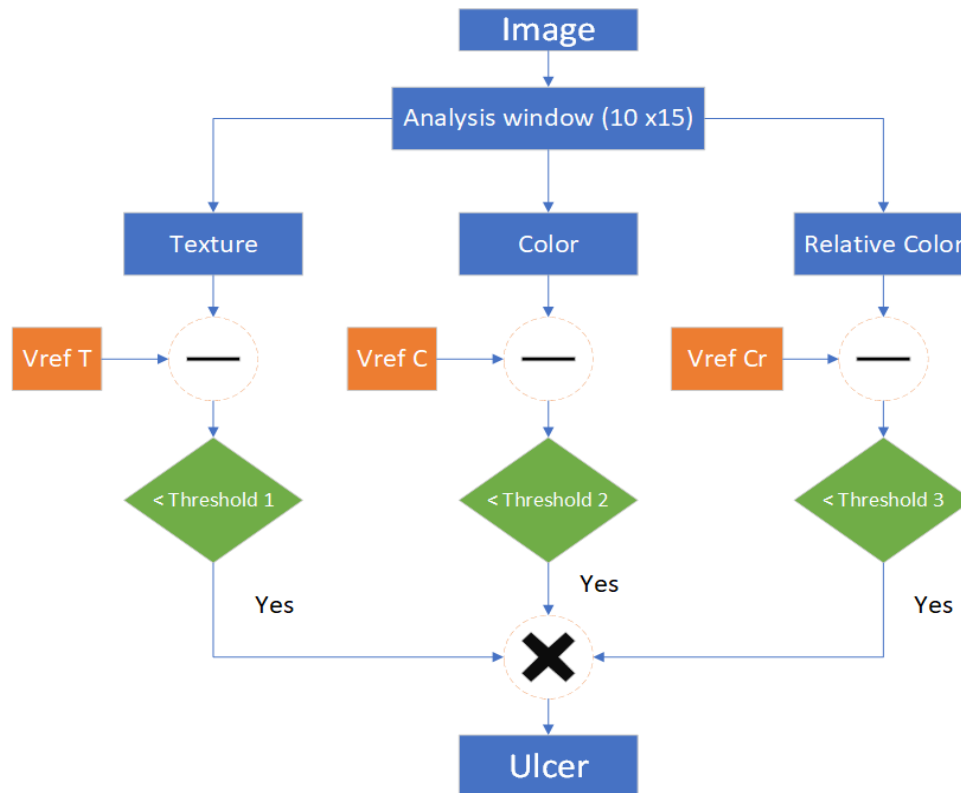 Image
Analysis window (10 x15)
Texture
Color
Relative Color
Vref T
Vref C
Vref Cr
< Threshold 1
< Threshold 2
< Threshold 3
Yes
Yes
Yes
Ulcer